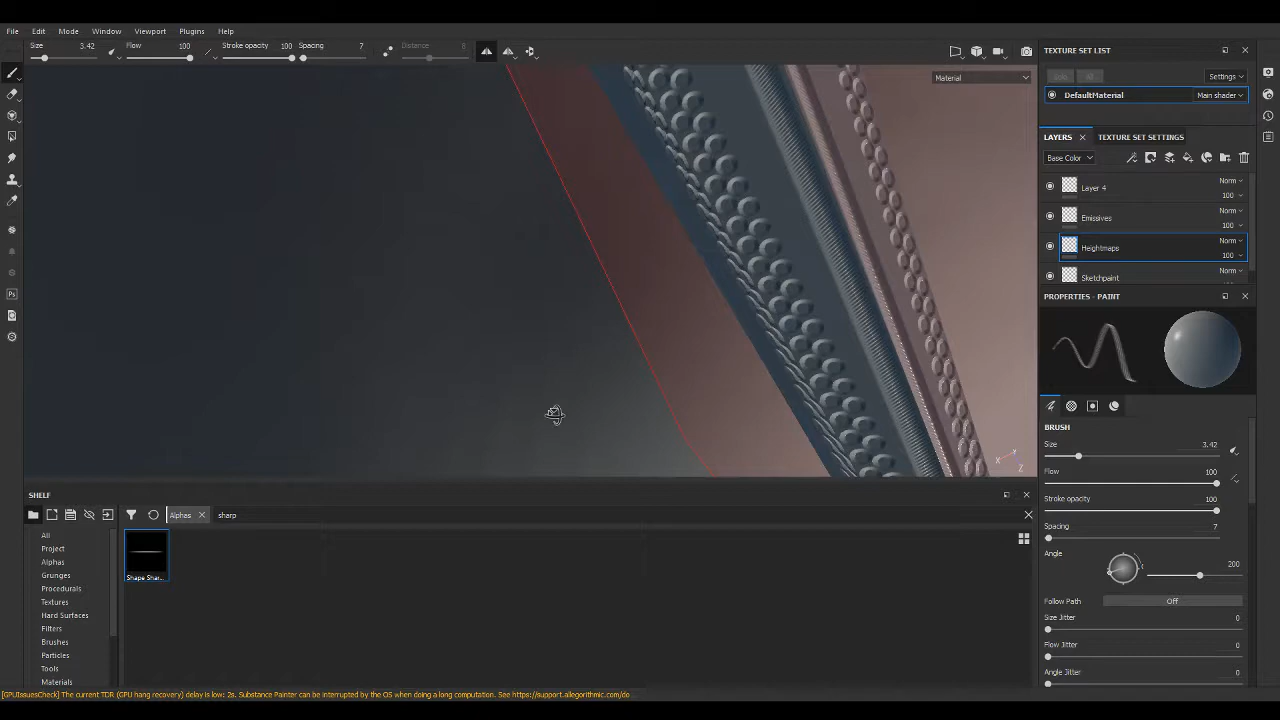 File Edit Mode Window Viewport Plugins Help
Size 3.42 Flow 100 Stroke opacity 100 Spacing 7 Distance 8
Material
TEXTURE SET LIST
Settings
DefaultMaterial Main shader
LAYERS TEXTURE SET SETTINGS
Base Color
Layer 4 Norm 100
Emissives Norm 100
Heightmaps Norm 100
Sketchpaint Norm
PROPERTIES - PAINT
BRUSH
Size 3.42
Flow 100
Stroke opacity 100
Spacing 7
Angle 200
Follow Path Off
Size Jitter 0
Flow Jitter 0
Angle Jitter 0
X Y Z
SHELF
Alphas sharp
All
Project
Alphas
Grunges
Procedurals
Textures
Hard Surfaces
Filters
Brushes
Particles
Tools
Materials
Shape Shar...
Ps
[GPUIssuesCheck] The current TDR (GPU hang recovery) delay is low: 2s. Substance Painter can be interrupted by the OS when doing a long computation. See https://support.allegorithmic.com/do...